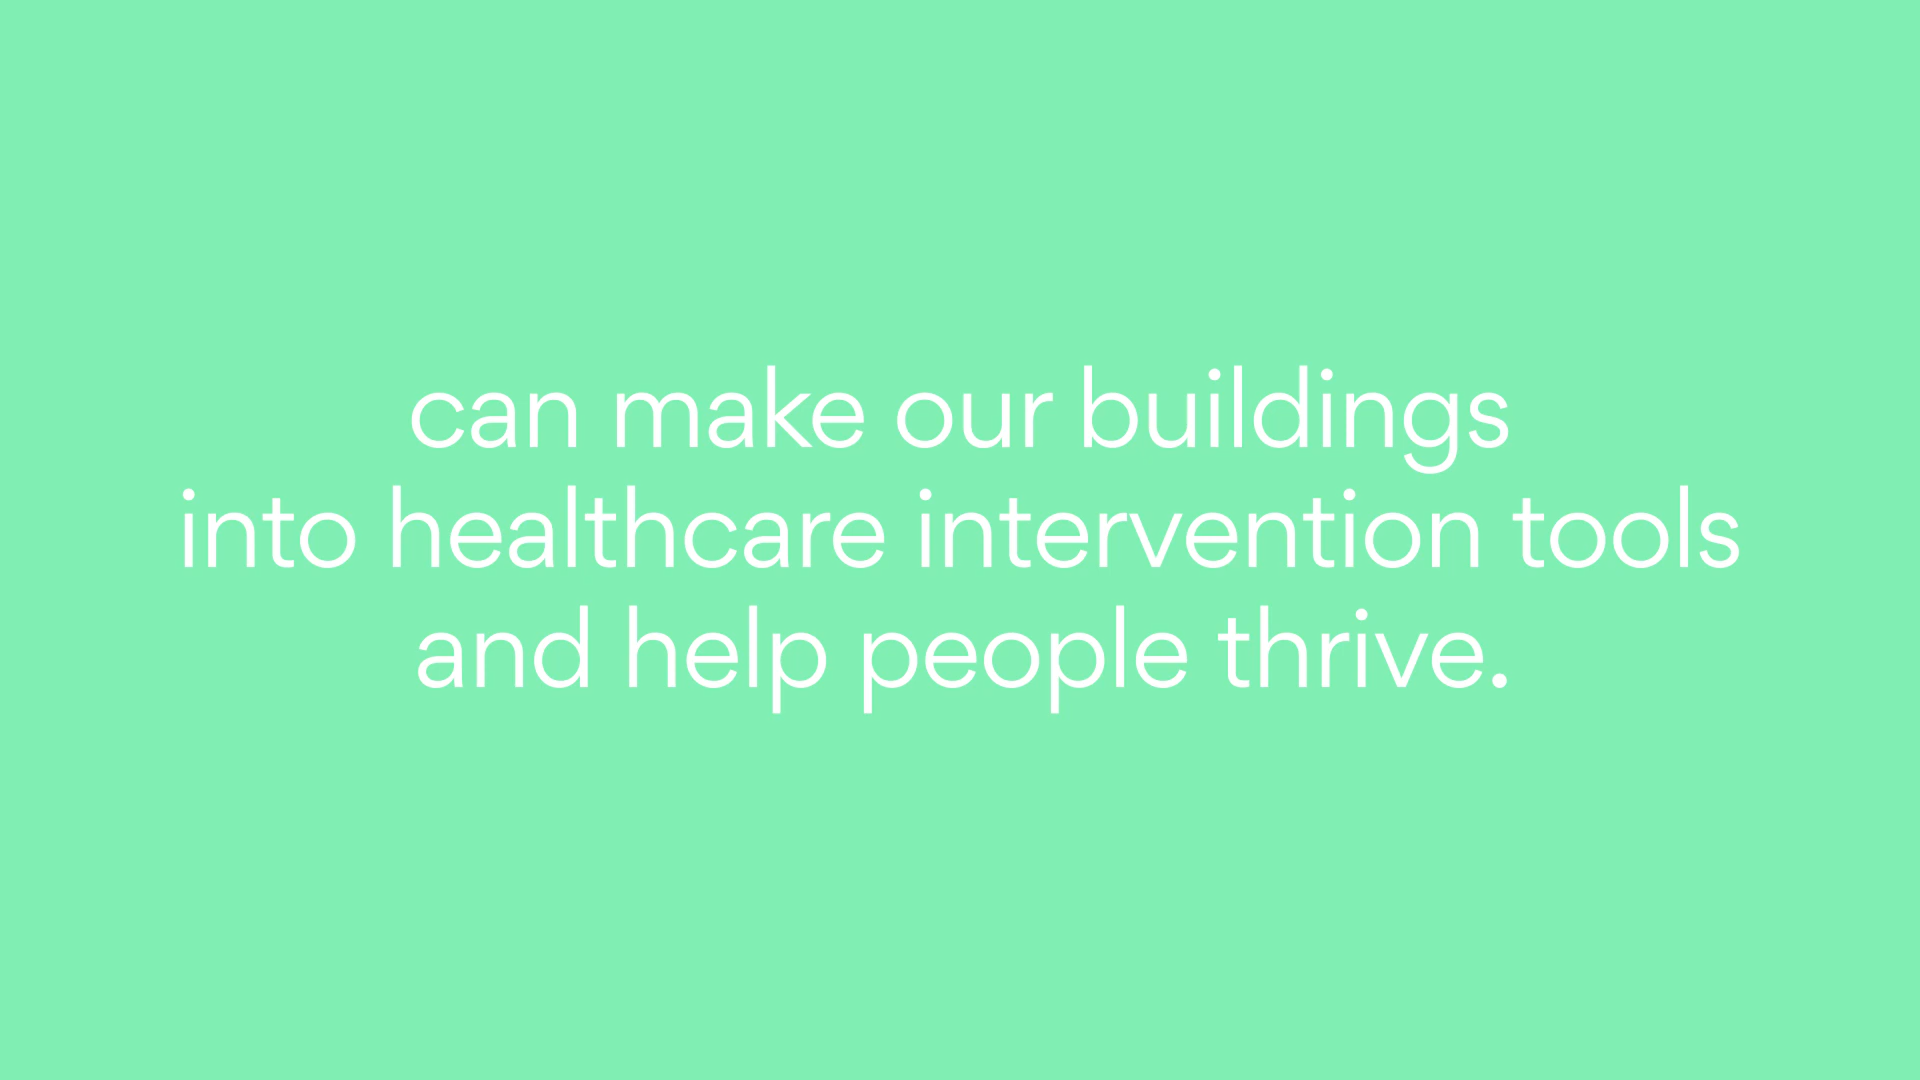 can make our buildings
into healthcare intervention tools
and help people thrive.